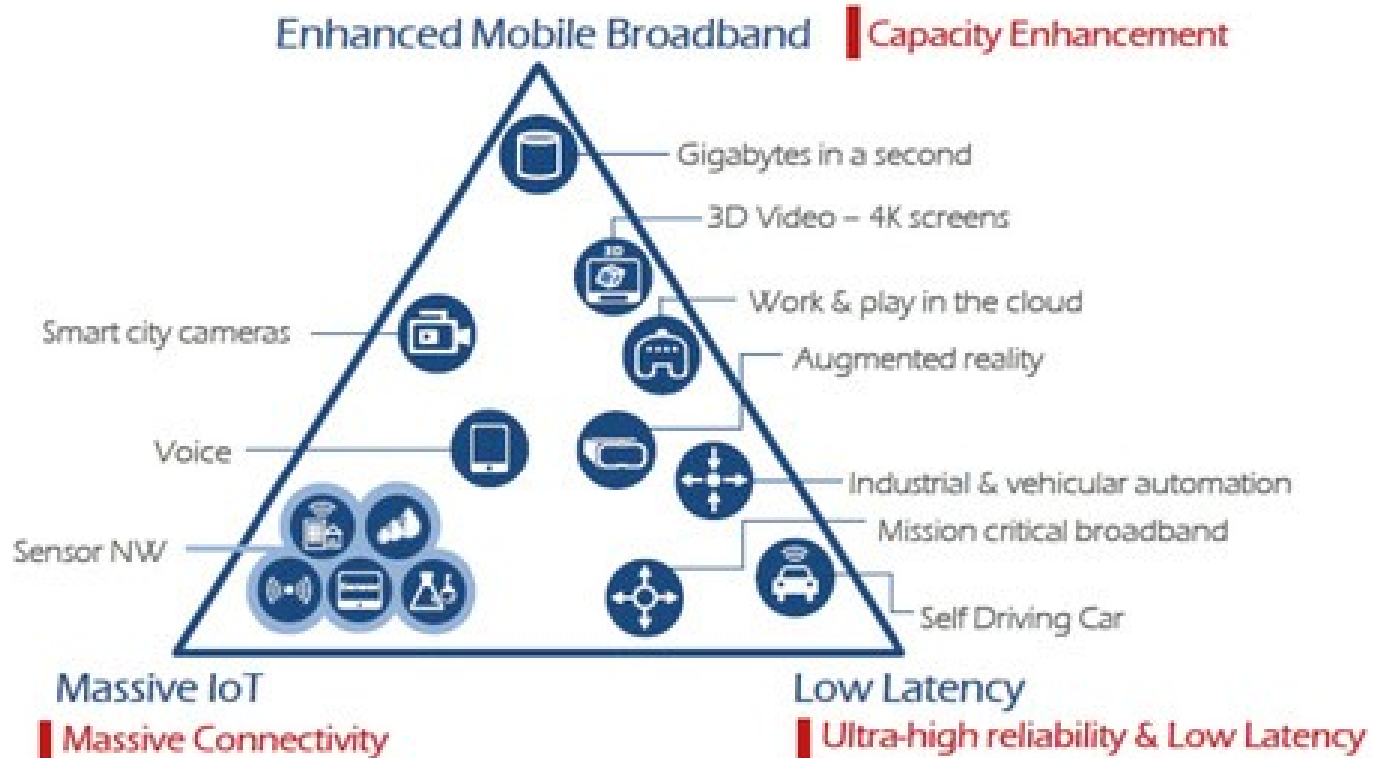 Enhanced Mobile Broadband
Capacity Enhancement
Gigabytes in a second
3D Video – 4K screens
3D
Work & play in the cloud
Smart city cameras
Augmented reality
Voice
Industrial & vehicular automation
Mission critical broadband
Sensor NW
Self Driving Car
Massive IoT
Low Latency
Massive Connectivity
Ultra-high reliability & Low Latency